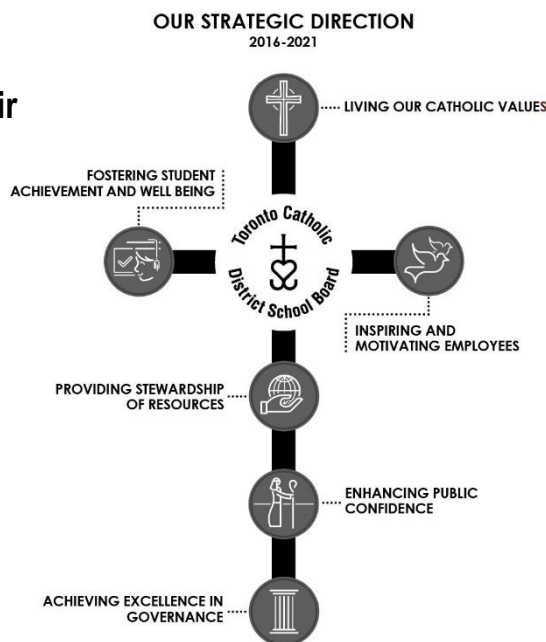 OUR STRATEGIC DIRECTION
2016-2021
ir
LIVING OUR CATHOLIC VALUES
FOSTERING STUDENT
ACHIEVEMENT AND WELL BEING
Toronto Catholic
District School Board
INSPIRING AND
MOTIVATING EMPLOYEES
PROVIDING STEWARDSHIP
OF RESOURCES
ENHANCING PUBLIC
CONFIDENCE
ACHIEVING EXCELLENCE IN
GOVERNANCE